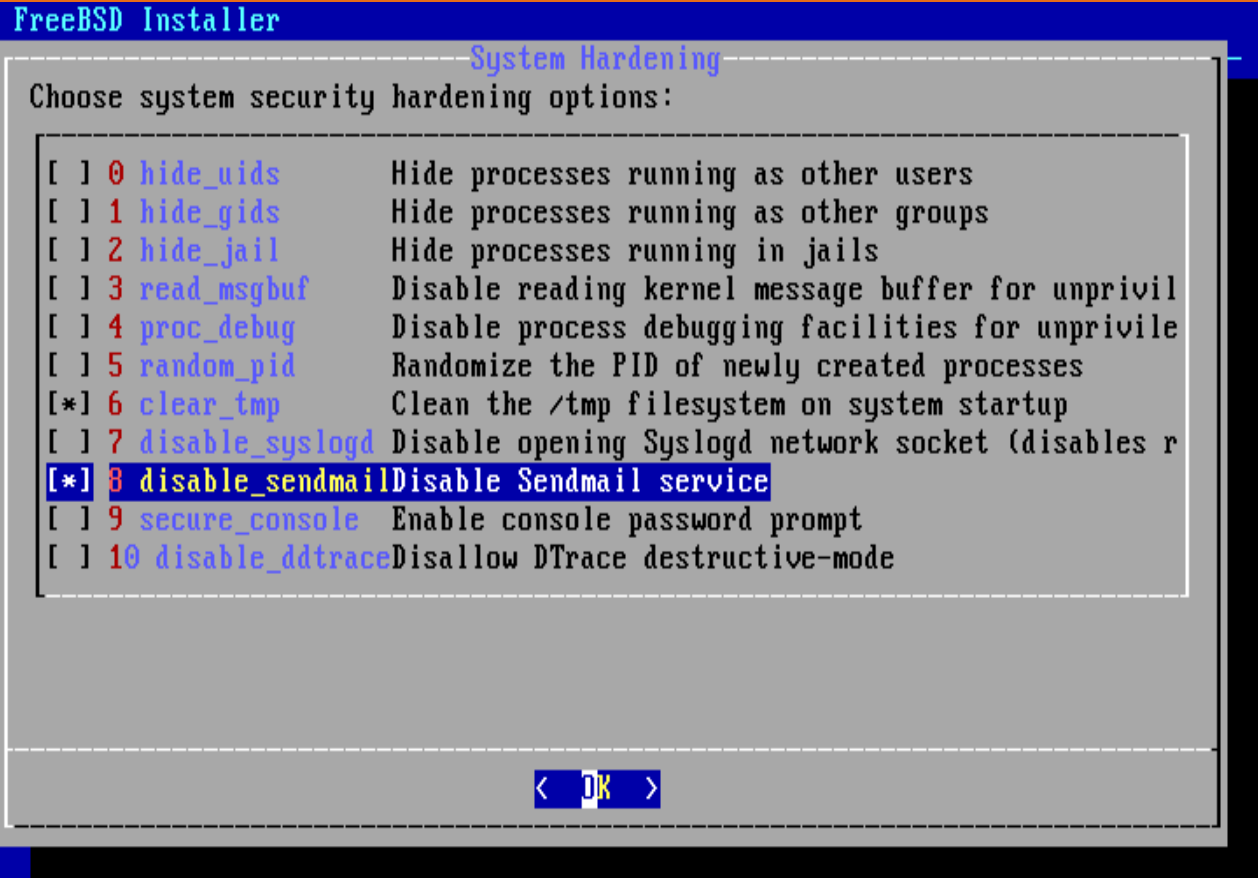 FreeBSD Installer
System Hardening
Choose system security hardening options:
[ ] 0 hide_uids Hide processes running as other users
[ ] 1 hide_gids Hide processes running as other groups
[ ] 2 hide_jail Hide processes running in jails
[ ] 3 read_msgbuf Disable reading kernel message buffer for unprivil
[ ] 4 proc_debug Disable process debugging facilities for unprivile
[ ] 5 random_pid Randomize the PID of newly created processes
[*] 6 clear_tmp Clean the /tmp filesystem on system startup
[ ] 7 disable_syslogd Disable opening Syslogd network socket (disables r
[*] 8 disable_sendmailDisable Sendmail service
[ ] 9 secure_console Enable console password prompt
[ ] 10 disable_ddtraceDisallow DTrace destructive-mode
< OK >